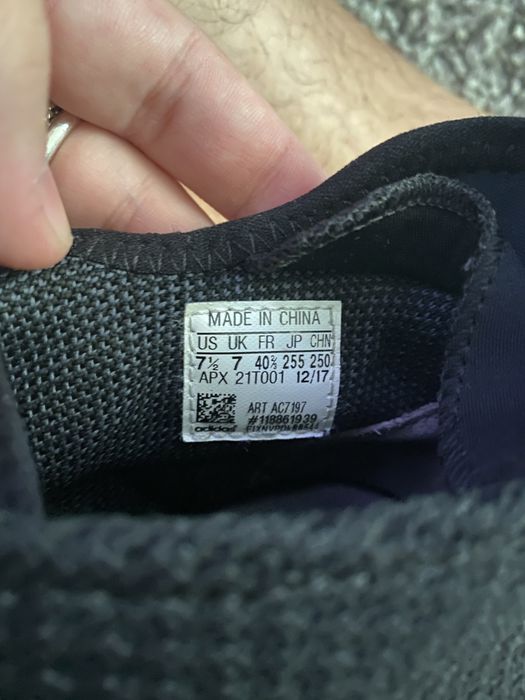 MADE IN CHINA
US UK FR JP CHN
7½ 7 40⅔ 255 250
APX 21T001 12/17
ART AC7197
#118861939
adidas